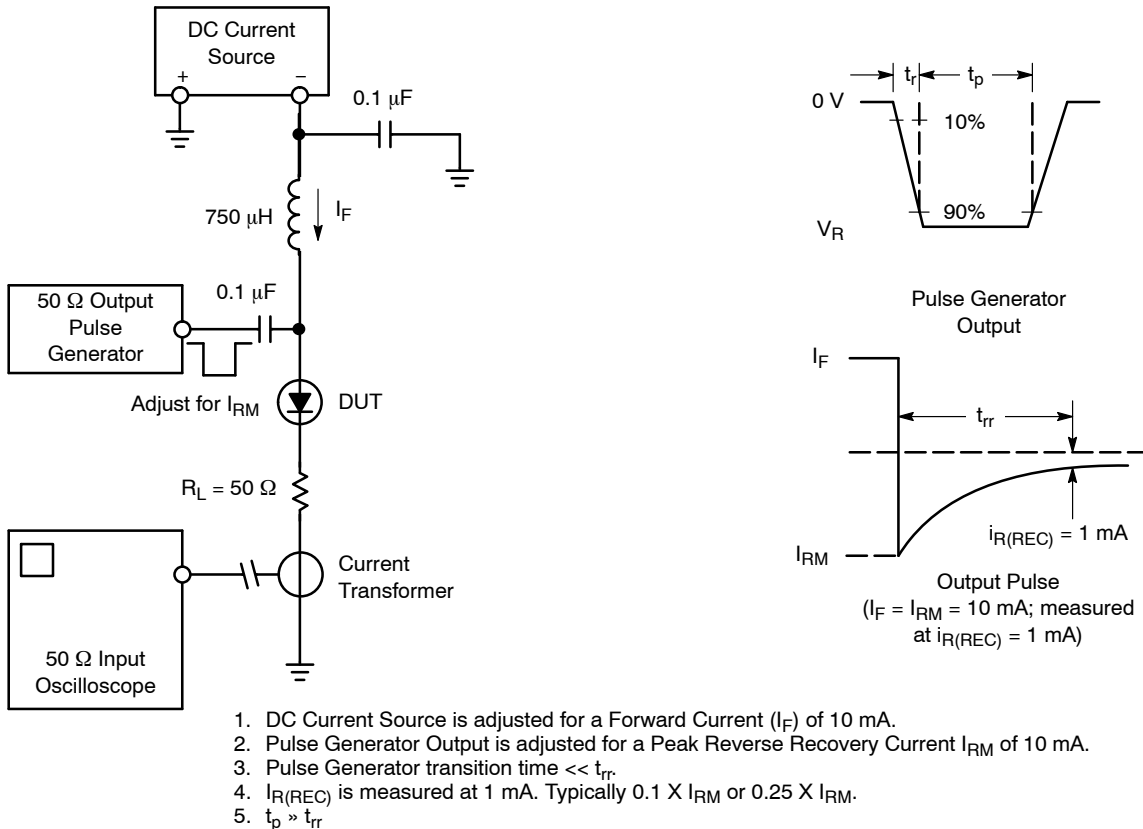 DC Current
Source
+ −
0.1 μF
750 μH
I_F
50 Ω Output
Pulse
Generator
0.1 μF
Adjust for I_RM
DUT
R_L = 50 Ω
50 Ω Input
Oscilloscope
Current
Transformer
t_r t_p
0 V
10%
90%
V_R
Pulse Generator
Output
I_F
t_rr
i_R(REC) = 1 mA
I_RM
Output Pulse
(I_F = I_RM = 10 mA; measured
at i_R(REC) = 1 mA)
1. DC Current Source is adjusted for a Forward Current (I_F) of 10 mA.
2. Pulse Generator Output is adjusted for a Peak Reverse Recovery Current I_RM of 10 mA.
3. Pulse Generator transition time << t_rr.
4. I_R(REC) is measured at 1 mA. Typically 0.1 X I_RM or 0.25 X I_RM.
5. t_p » t_rr